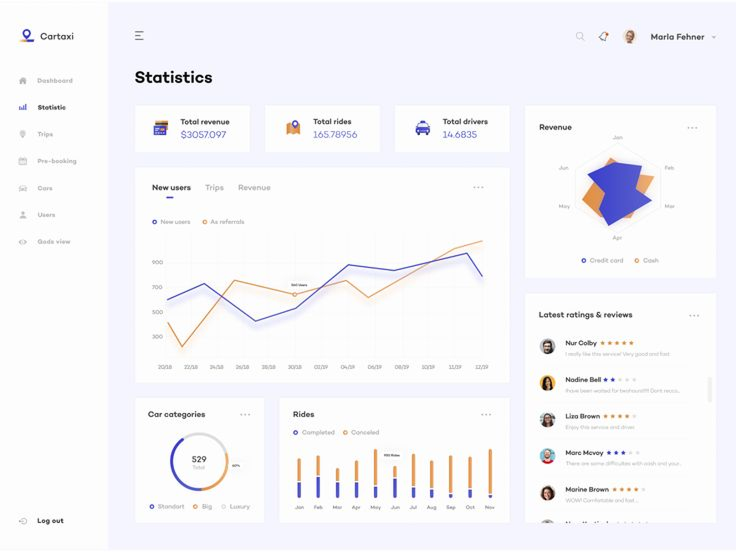 Cartaxi
Marla Fehner
Dashboard
Statistic
Trips
Pre-booking
Cars
Users
Gods view
Log out
Statistics
Total revenue
$3057.097
Total rides
165.78956
Total drivers
14.6835
New users
Trips
Revenue
New users
As referrals
900
700
500
300
20/18
22/18
24/18
26/18
28/18
30/18
02/19
04/19
06/19
08/19
10/19
11/19
12/19
Revenue
Jan
Feb
Mar
Apr
May
Jun
Credit card
Cash
Car categories
529
Total
60%
Standort
Big
Luxury
Rides
Completed
Canceled
Rides
Jan
Feb
Mar
Apr
May
Jun
Jul
Aug
Sep
Oct
Nov
Latest ratings & reviews
Nur Colby
I really like this service! Very good and fast
Nadine Bell
Ihave been waited for twohours!!!!! Dont recco...
Liza Brown
Enjoy this service and driver
Marc Mcvoy
There are some difficulties with cash and your...
Marine Brown
WOW! Comfortable and fast...